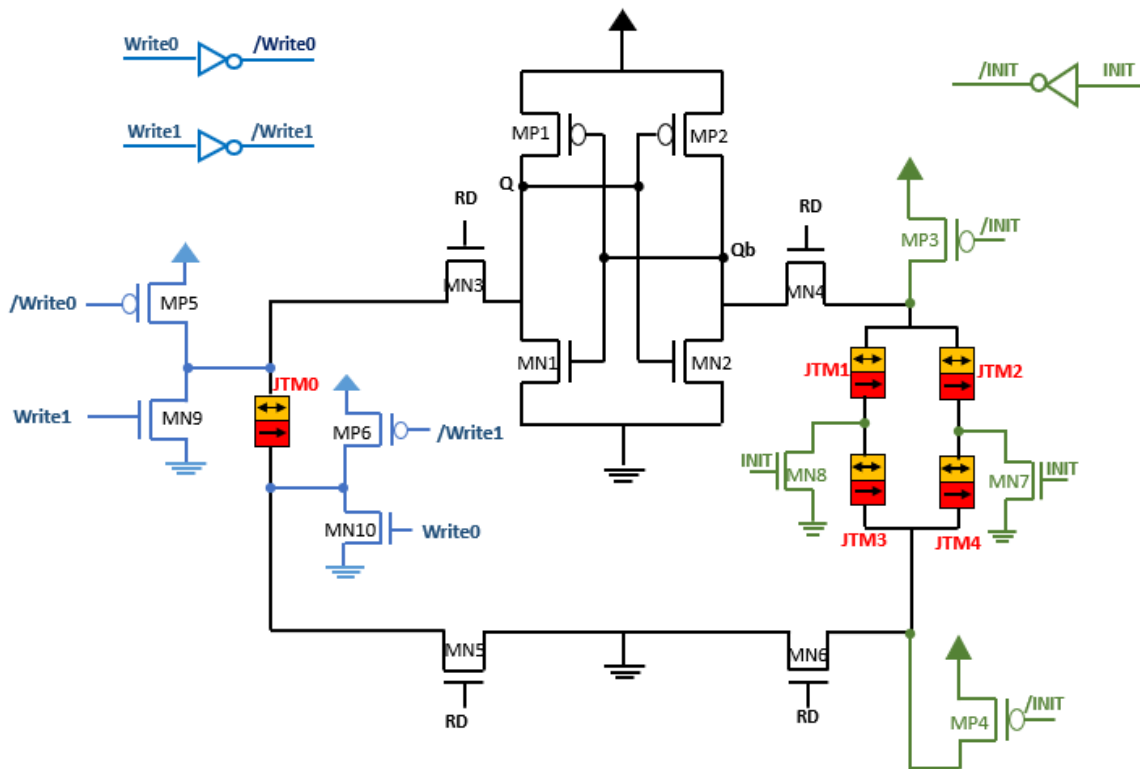 Write0
/Write0
Write1
/Write1
/INIT
INIT
MP1
MP2
Q
Qb
RD
RD
MN3
MN4
MP3
/INIT
/Write0
MP5
MN1
MN2
JTM0
JTM1
JTM2
Write1
MN9
MP6
/Write1
INIT
MN8
MN7
INIT
MN10
Write0
JTM3
JTM4
MN5
MN6
RD
RD
MP4
/INIT